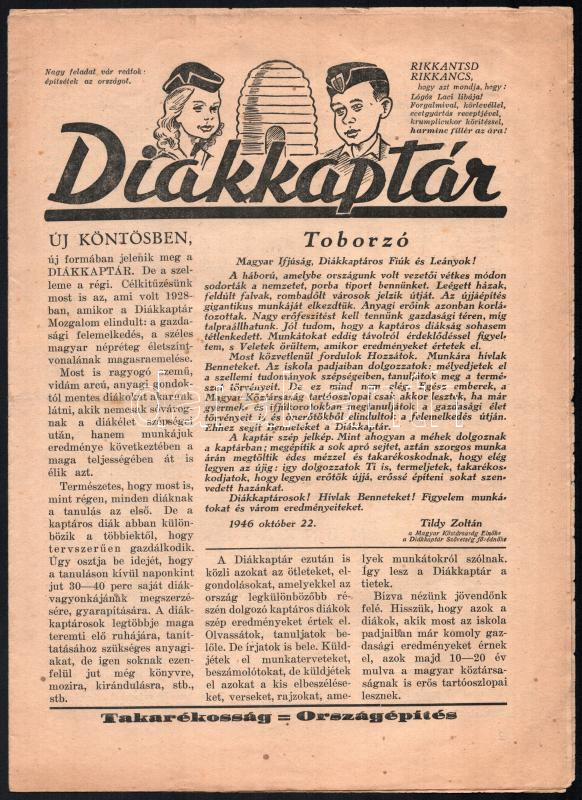 Nagy feladat vár reátok:
építsétek az országot.
RIKKANTSD
RIKKANCS,
hogy azt mondja, hogy:
Lógós Laci libája!
Forgalmival, körlevéllel,
ecetgyártás receptjével,
krumplicukor körítéssel,
harminc fillér az ára!
Diákkaptár
ÚJ KÖNTÖSBEN,
új formában jelenik meg a
DIÁKKAPTÁR. De a szel-
leme a régi. Célkitűzésünk
most is az, ami volt 1928-
ban, amikor a Diákkaptár
Mozgalom elindult: a gazda-
sági felemelkedés, a széles
magyar népréteg életszín-
vonalának magasraemelése.
Most is ragyogó szemű,
vidám arcú, anyagi gondok-
tól mentes diákokat akarunk
látni, akik nemcsak
nak a diákélet
után, hanem munkájuk
eredménye következtében a
maga teljességében át is
élik azt.
Természetes, hogy most is,
mint régen, minden diáknak
a tanulás az első. De a
kaptáros diák abban külön-
bözik a többiektől, hogy
tervszerűen gazdálkodik.
Úgy osztja be idejét, hogy
a tanuláson kívül naponkint
jut 30—40 perc saját diák-
vagyonkájának megszerzé-
sére, gyarapítására. A diák-
kaptárosok legtöbbje maga
teremti elő ruhájára, tanít-
tatásához szükséges anyagi-
akat, de igen soknak ezen-
felül jut még könyvre,
mozira, kirándulásra, stb.,
stb.
Toborzó
Magyar Ifjúság, Diákkaptáros Fiúk és Leányok!
A háború, amelybe országunk volt vezetői vétkes módon
sodorták a nemzetet, porba tiport bennünket. Leégett házak,
feldúlt falvak, rombadőlt városok jelzik útját. Az újjáépítés
gigantikus munkáját elkezdtük. Anyagi erőink azonban korlá-
tozottak. Nagy erőfeszítést kell tennünk gazdasági téren, míg
talpraállhatunk. Jól tudom, hogy a kaptáros diákság sohasem
tétlenkedett. Munkátokat eddig távolról érdeklődéssel figyel-
tem, s Veletek örültem, amikor eredményeket értetek el.
Most közvetlenül fordulok Hozzátok. Munkára hívlak
Benneteket. Az iskola padjaiban dolgozzatok: mélyedjetek el
a szellemi tudományok szépségeiben, tanuljátok meg a termé-
szet törvényeit. De ez mind nem elég. Egész emberek, a
Magyar Köztársaság tartóoszlopai csak akkor lesztek, ha már
gyermek- és ifjúkorotokban megtanuljátok a gazdasági élet
törvényeit is és önerőtökből elindultok a felemelkedés útján.
Ehhez segít Benneteket a Diákkaptár.
A kaptár szép jelkép. Mint ahogyan a méhek dolgoznak
a kaptárban; megépítik a sok apró sejtet, aztán szorgos munka
árán megtöltik édes mézzel és takarékoskodnak, hogy elég
legyen az újig: így dolgozzatok Ti is, termeljetek, takarékos-
kodjatok, hogy legyen erőtök újjá, erőssé építeni sokat szen-
vedett hazánkat.
Diákkaptárosok! Hívlak Benneteket! Figyelem munká-
tokat és várom eredményeiteket.
1946 október 22.
Tildy Zoltán
a Magyar Köztársaság Elnöke
a Diákkaptár Szövetség fővédnöke
A Diákkaptár ezután is
közli azokat az ötleteket, el-
gondolásokat, amelyekkel az
ország legkülönbözőbb ré-
szén dolgozó kaptáros diákok
szép eredményeket értek el.
Olvassátok, tanuljatok be-
lőle. De írjatok is bele. Küld-
jétek el munkaterveteket,
beszámolótokat, de küldjétek
el azokat a kis elbeszélése-
ket, verseket, rajzokat, ame-
lyek munkátokról szólnak.
Így lesz a Diákkaptár a
tietek.
Bízva nézünk jövendőnk
felé. Hisszük, hogy azok a
diákok, akik most az iskola
padjaiban már komoly gaz-
dasági eredményeket érnek
el, azok majd 10—20 év
mulva a magyar köztársa-
ságnak is erős tartóoszlopai
lesznek.
Takarékosság = Országépítés